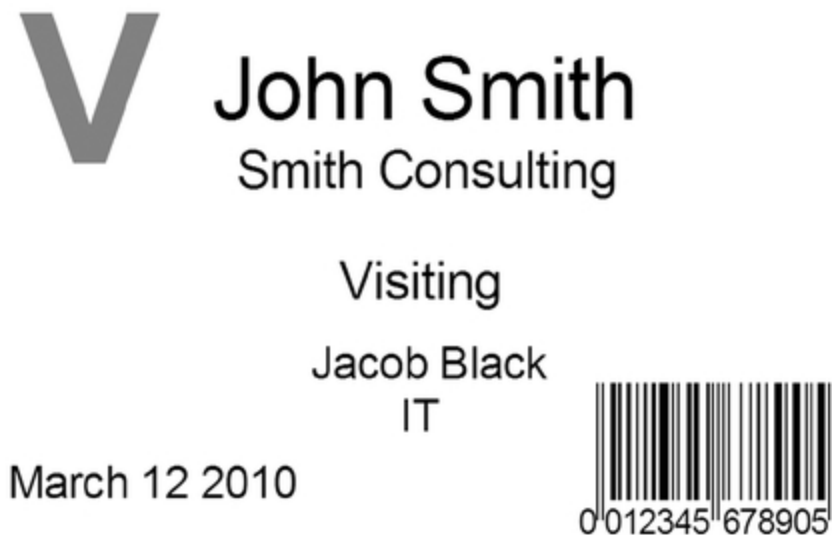 V
John Smith
Smith Consulting
Visiting
Jacob Black
IT
March 12 2010
0 012345 678905